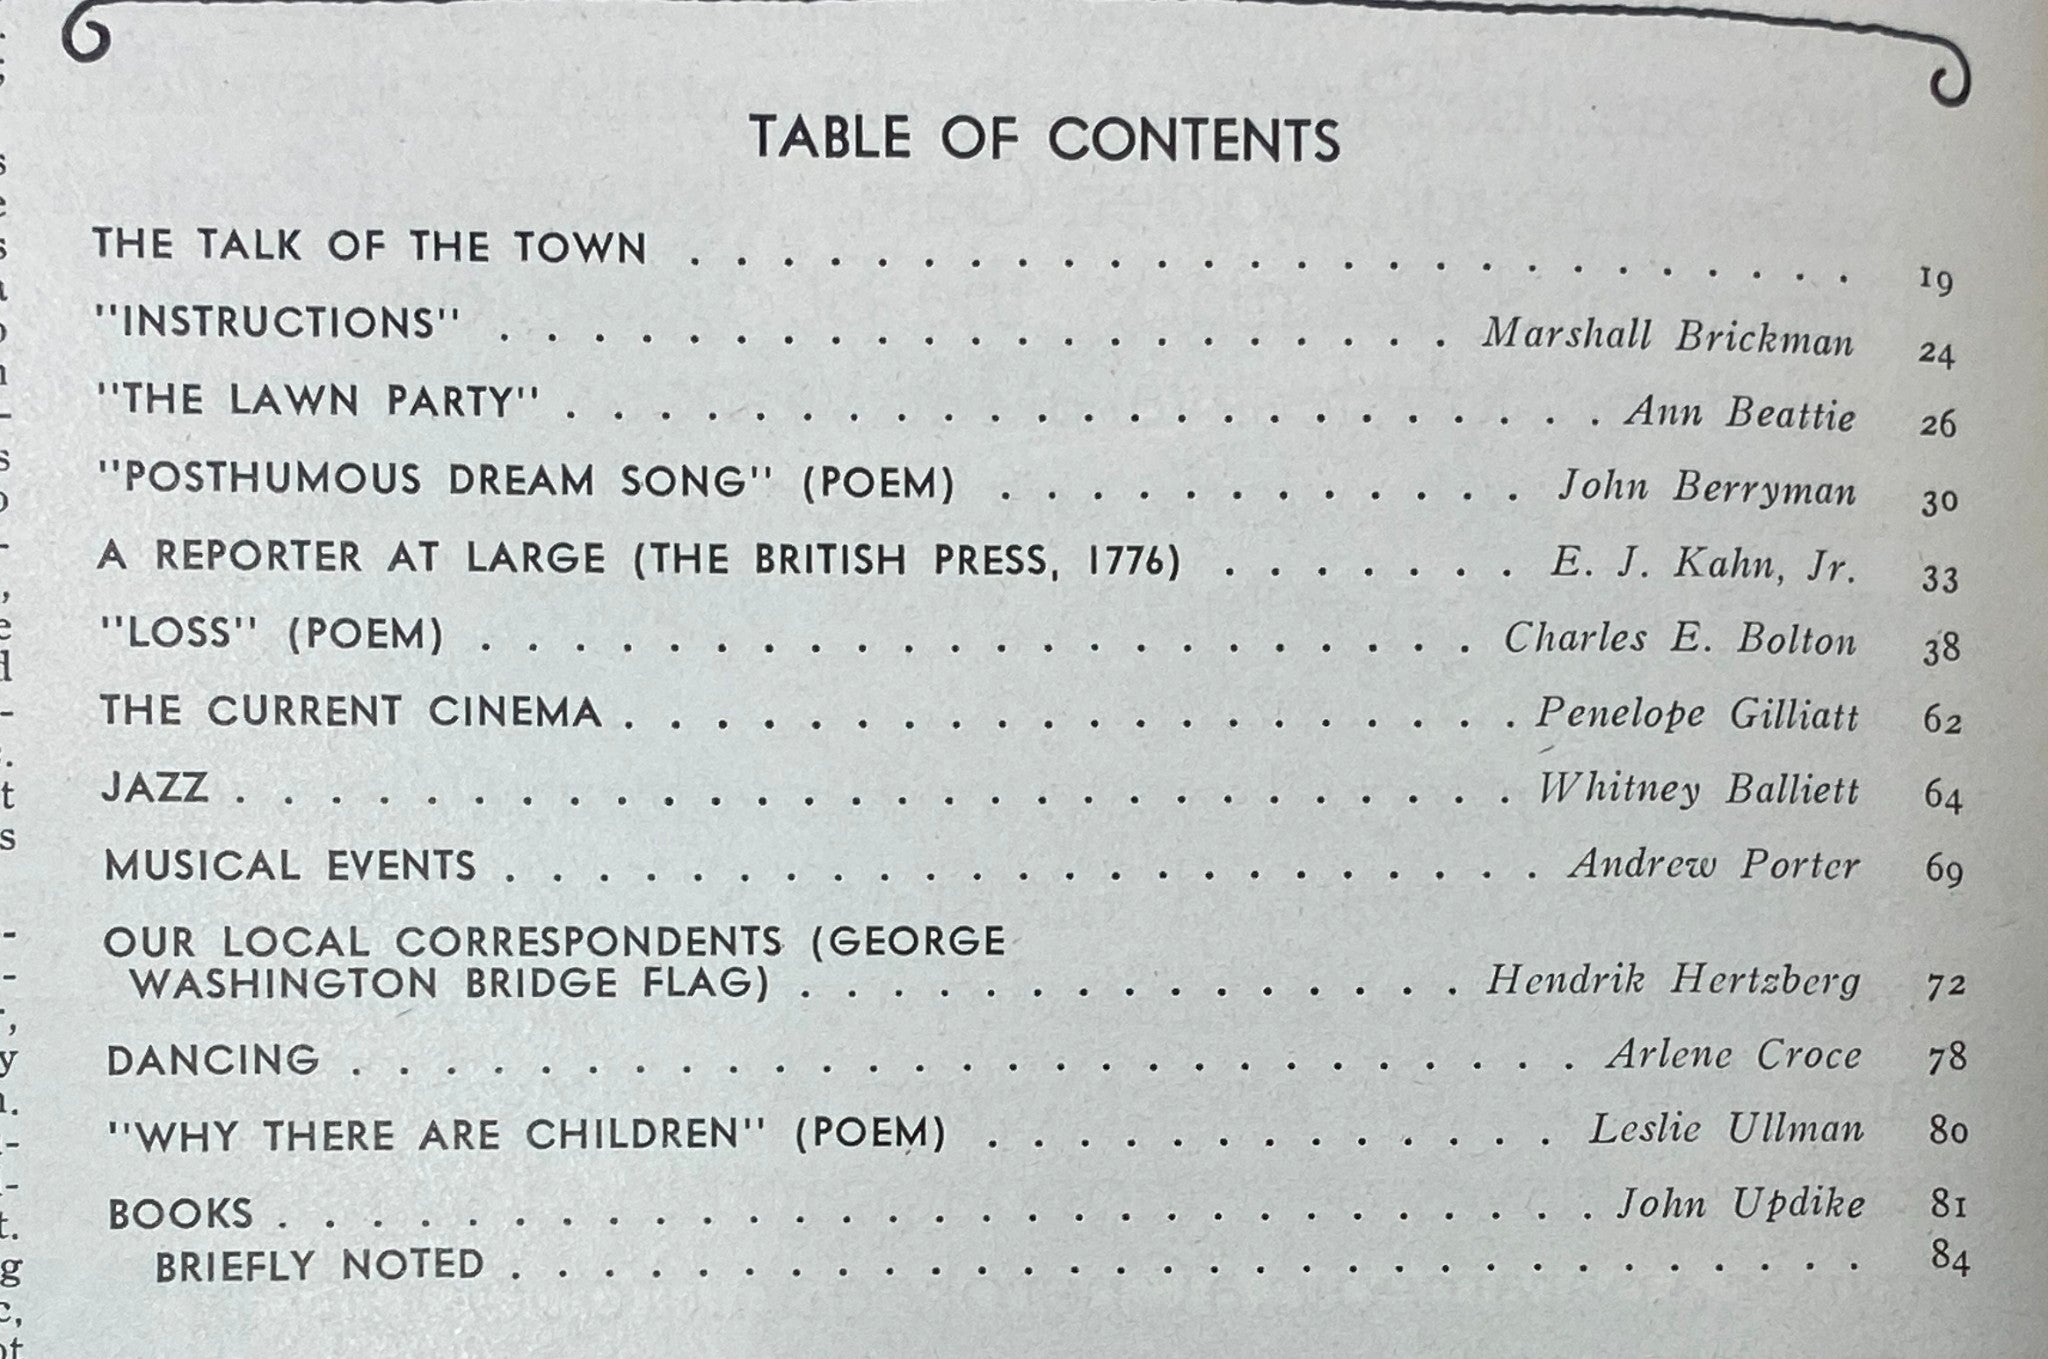 TABLE OF CONTENTS
THE TALK OF THE TOWN . . . . . . . . . . . . . . . . . . . . . . . . . 19
"INSTRUCTIONS" . . . . . . . . . . . . . . . . . . . . . Marshall Brickman 24
"THE LAWN PARTY" . . . . . . . . . . . . . . . . . . . . . . . Ann Beattie 26
"POSTHUMOUS DREAM SONG" (POEM) . . . . . . . . . . . . John Berryman 30
A REPORTER AT LARGE (THE BRITISH PRESS, 1776) . . . . . . . E. J. Kahn, Jr. 33
"LOSS" (POEM) . . . . . . . . . . . . . . . . . . . . . . Charles E. Bolton 38
THE CURRENT CINEMA . . . . . . . . . . . . . . . . . . . . Penelope Gilliatt 62
JAZZ . . . . . . . . . . . . . . . . . . . . . . . . . . . . Whitney Balliett 64
MUSICAL EVENTS . . . . . . . . . . . . . . . . . . . . . . . Andrew Porter 69
OUR LOCAL CORRESPONDENTS (GEORGE
WASHINGTON BRIDGE FLAG) . . . . . . . . . . . . . . . Hendrik Hertzberg 72
DANCING . . . . . . . . . . . . . . . . . . . . . . . . . . . Arlene Croce 78
"WHY THERE ARE CHILDREN" (POEM) . . . . . . . . . . . . . Leslie Ullman 80
BOOKS . . . . . . . . . . . . . . . . . . . . . . . . . . . . . John Updike 81
BRIEFLY NOTED . . . . . . . . . . . . . . . . . . . . . . . . . . . . . 84